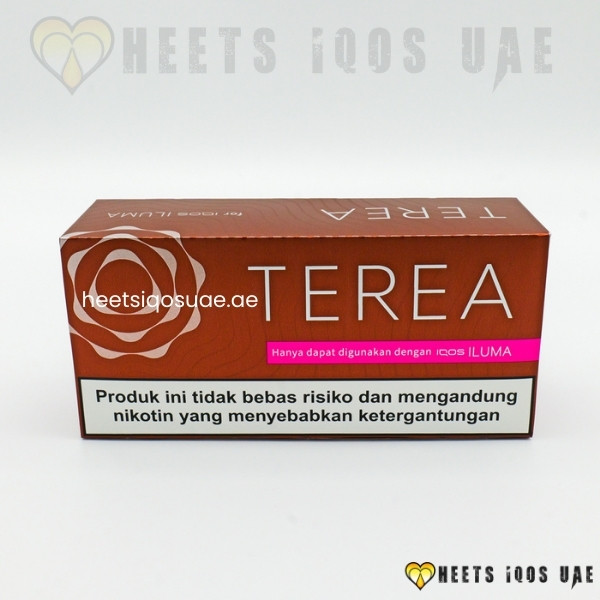 HEETS iQOS UAE
for IQOS ILUMA
TEREA
heetsiqosuae.ae
TEREA
Hanya dapat digunakan dengan IQOS ILUMA
Produk ini tidak bebas risiko dan mengandung
nikotin yang menyebabkan ketergantungan
HEETS iQOS UAE